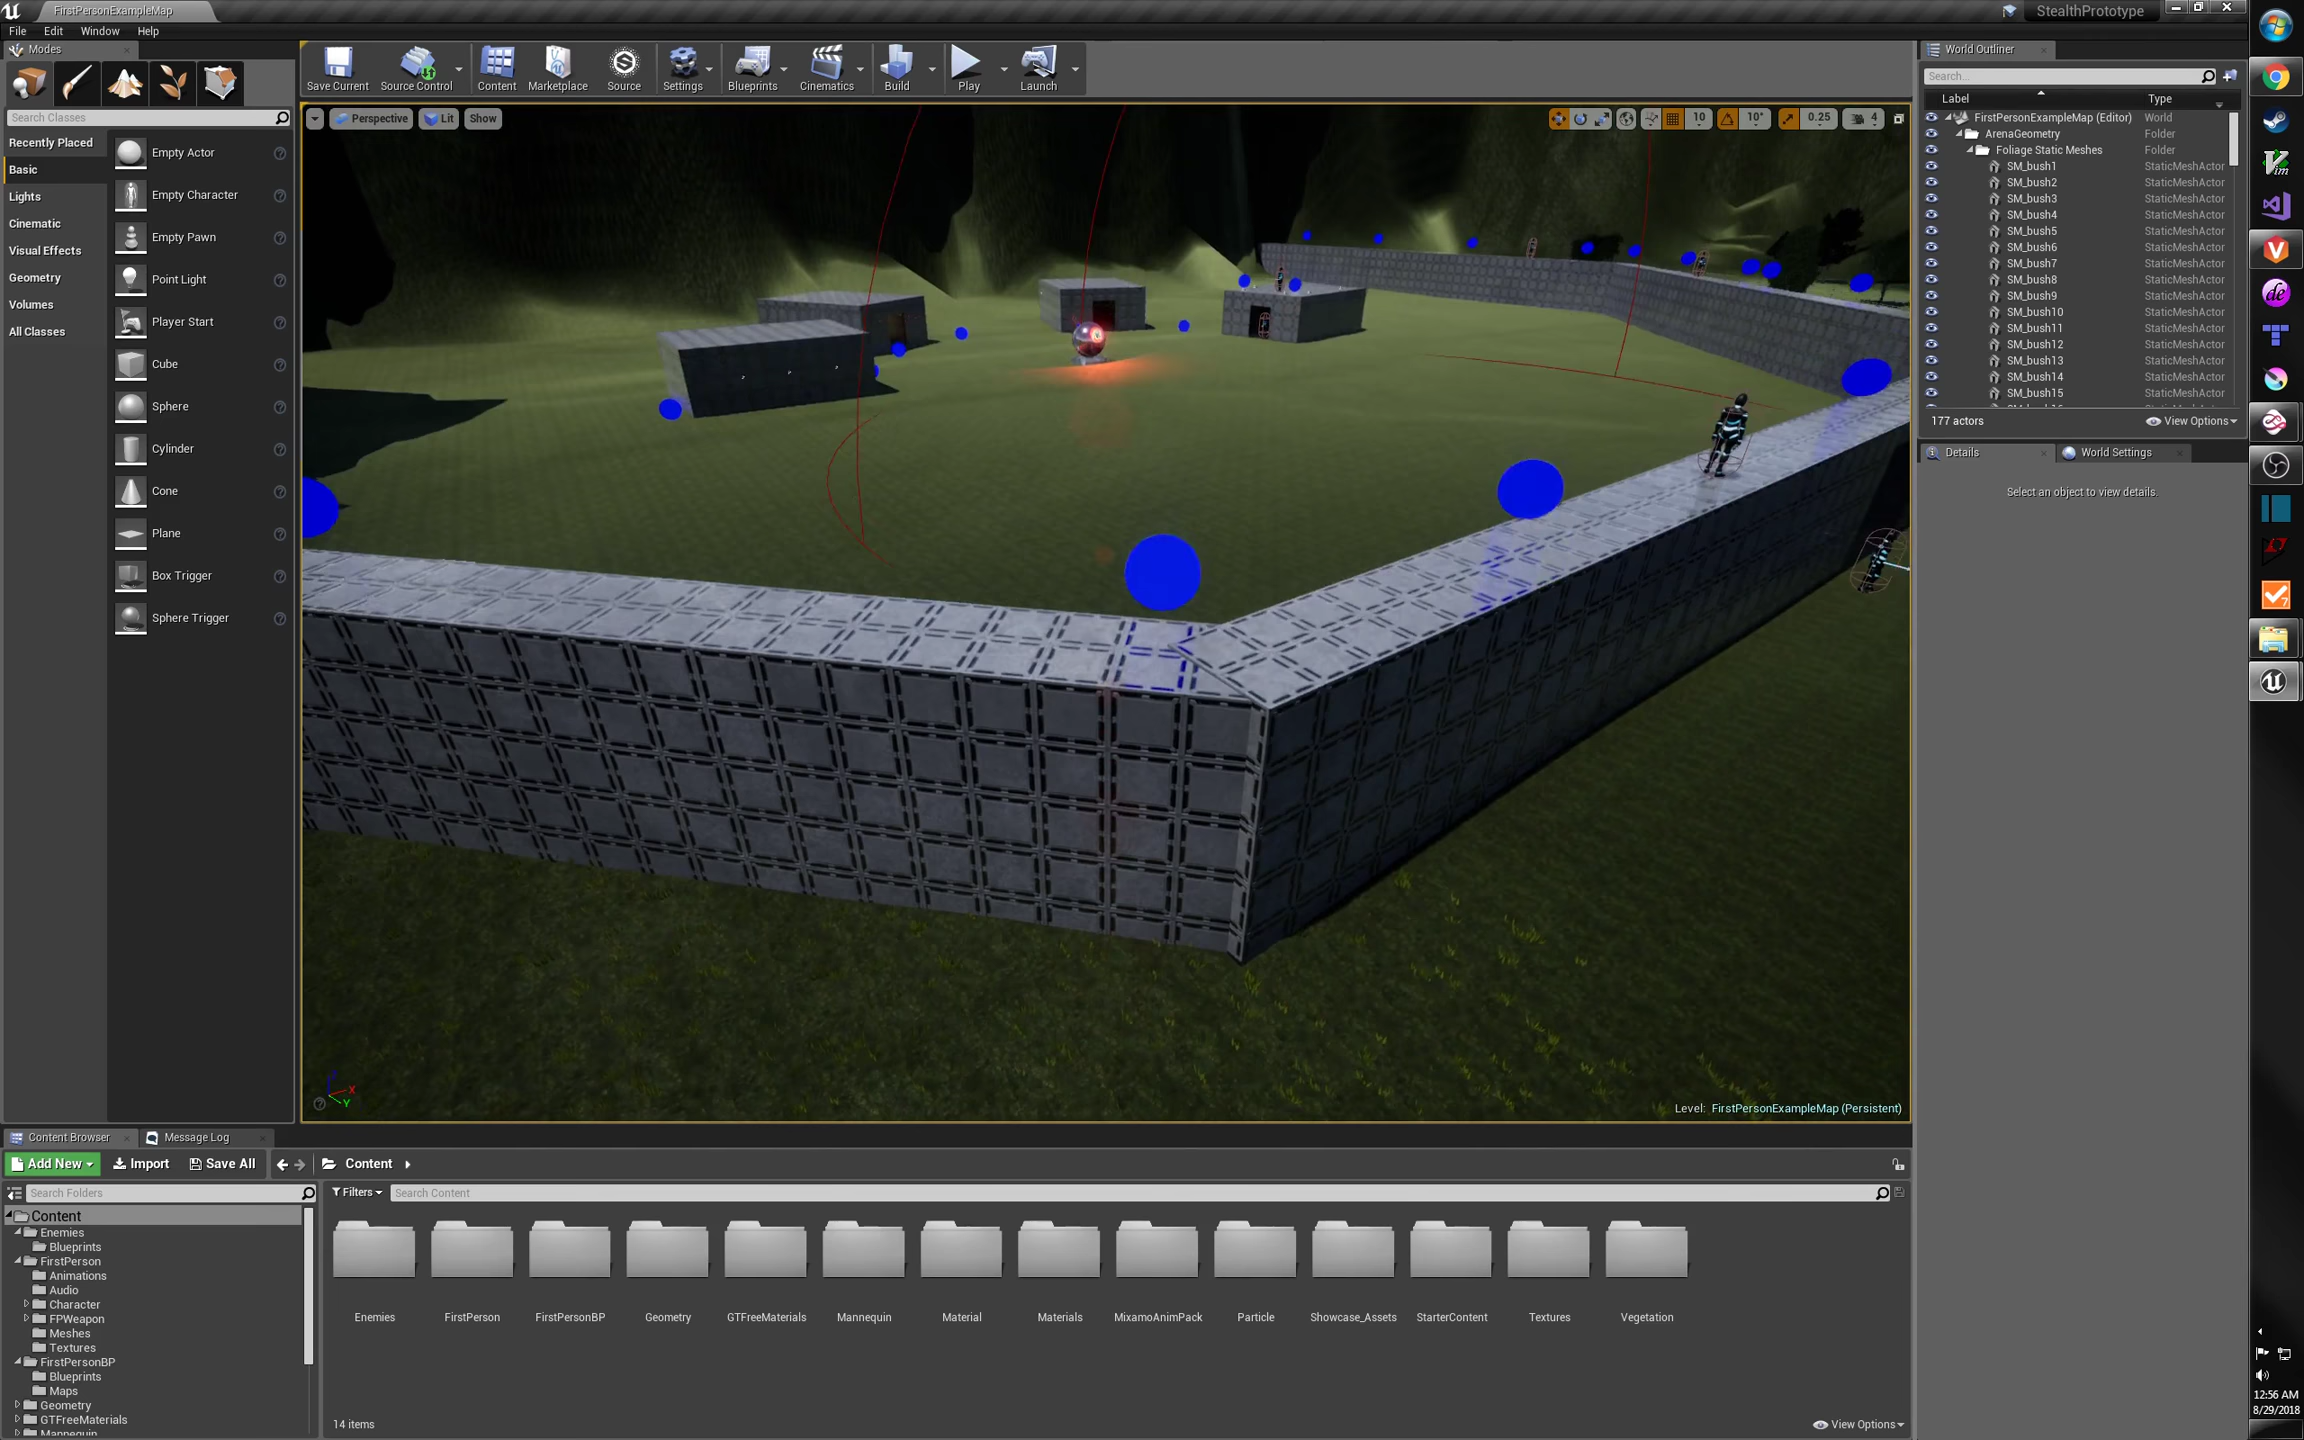 FirstPersonExampleMap
StealthPrototype
File Edit Window Help
Modes
Search Classes
Recently Placed
Basic
Lights
Cinematic
Visual Effects
Geometry
Volumes
All Classes
Empty Actor
Empty Character
Empty Pawn
Point Light
Player Start
Cube
Sphere
Cylinder
Cone
Plane
Box Trigger
Sphere Trigger
Save Current Source Control Content Marketplace Source Settings Blueprints Cinematics Build Play Launch
Perspective Lit Show
10 10° 0.25 4
X
Y
Level: FirstPersonExampleMap (Persistent)
World Outliner
Search...
Label Type
FirstPersonExampleMap (Editor) World
ArenaGeometry Folder
Foliage Static Meshes Folder
SM_bush1 StaticMeshActor
SM_bush2 StaticMeshActor
SM_bush3 StaticMeshActor
SM_bush4 StaticMeshActor
SM_bush5 StaticMeshActor
SM_bush6 StaticMeshActor
SM_bush7 StaticMeshActor
SM_bush8 StaticMeshActor
SM_bush9 StaticMeshActor
SM_bush10 StaticMeshActor
SM_bush11 StaticMeshActor
SM_bush12 StaticMeshActor
SM_bush13 StaticMeshActor
SM_bush14 StaticMeshActor
SM_bush15 StaticMeshActor
177 actors View Options
Details World Settings
Select an object to view details.
Content Browser Message Log
Add New Import Save All Content
Search Folders
Content
Enemies
Blueprints
FirstPerson
Animations
Audio
Character
FPWeapon
Meshes
Textures
FirstPersonBP
Blueprints
Maps
Geometry
GTFreeMaterials
Mannequin
Filters Search Content
Enemies FirstPerson FirstPersonBP Geometry GTFreeMaterials Mannequin Material Materials MixamoAnimPack Particle Showcase_Assets StarterContent Textures Vegetation
14 items View Options
Vim
de
12:56 AM
8/29/2018